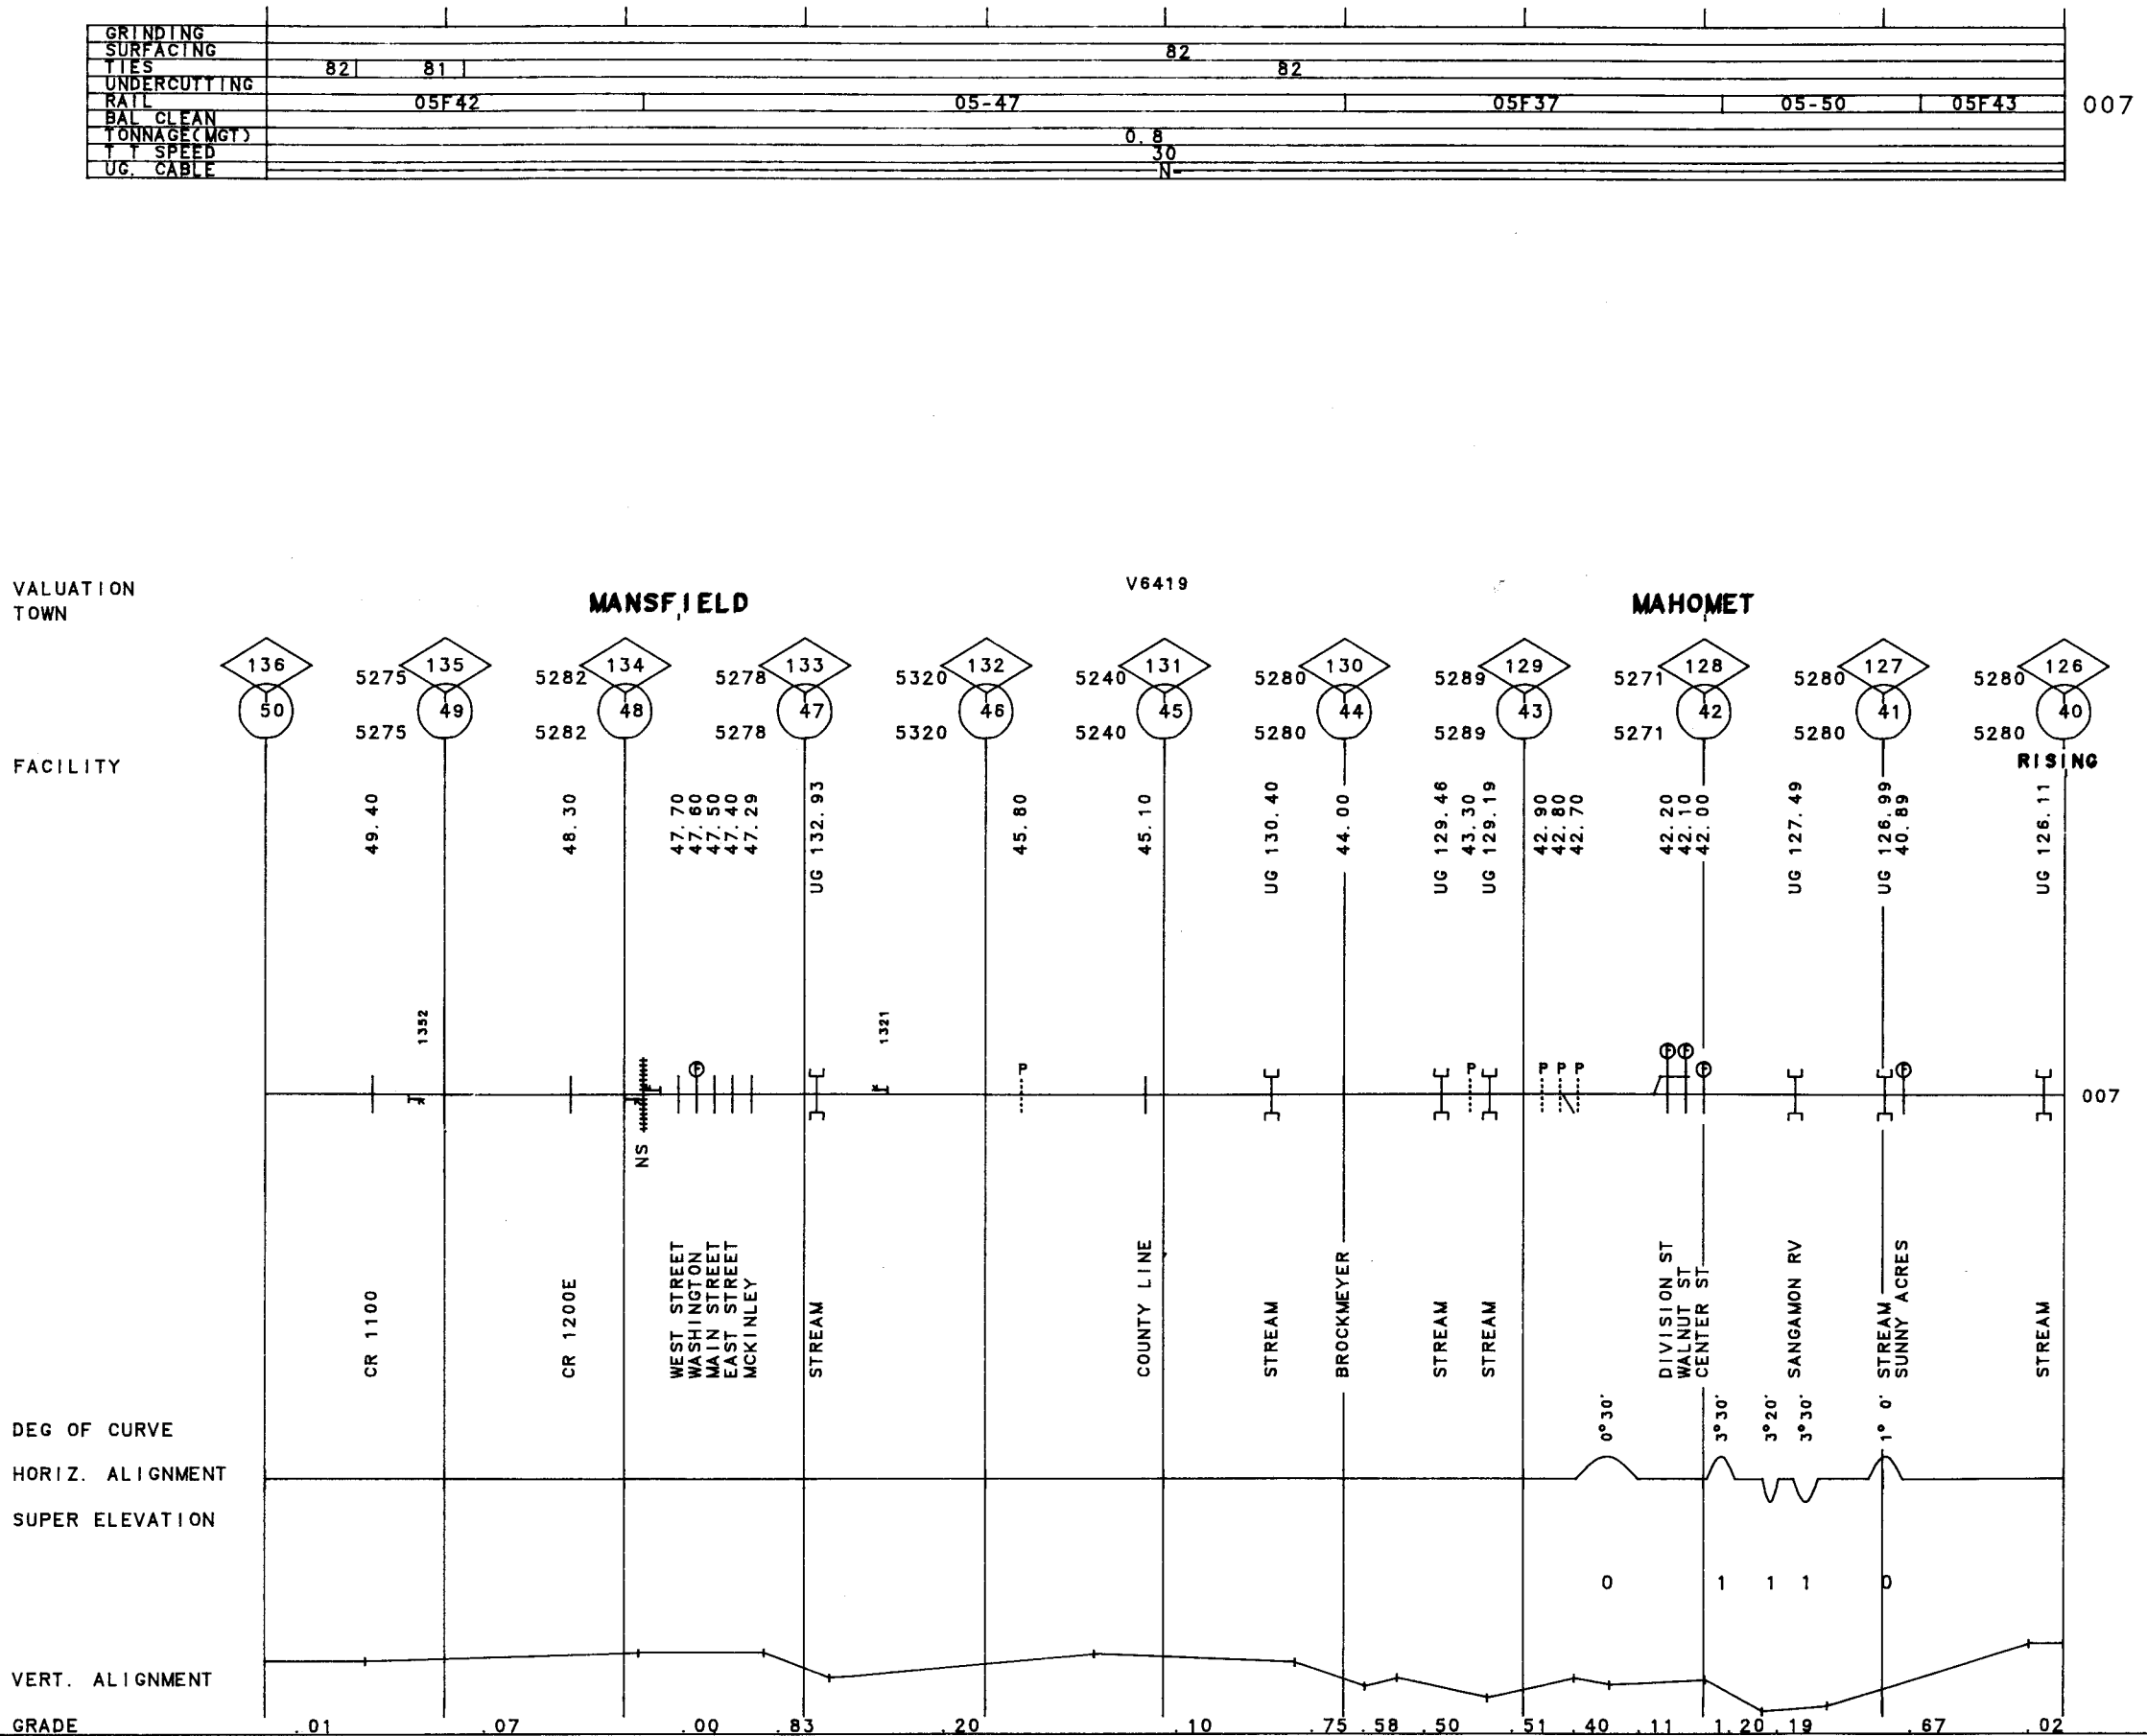 GRINDING
SURFACING 82
TIES 82 81 82
UNDERCUTTING
RAIL 05F42 05-47 05F37 05-50 05F43 007
BAL CLEAN
TONNAGE(MGT) 0.8
T T SPEED 30
UG. CABLE N
VALUATION V6419
TOWN MANSFIELD MAHOMET
136 5275 135 5282 134 5278 133 5320 132 5240 131 5280 130 5289 129 5271 128 5280 127 5280 126
50 49 48 47 46 45 44 43 42 41 40
5275 5282 5278 5320 5240 5280 5289 5271 5280 5280
FACILITY RISING
49.40
48.30
47.70
47.60
47.50
47.40
47.29
UG 132.93
45.80
45.10
UG 130.40
44.00
UG 129.46
43.30
UG 129.19
42.90
42.80
42.70
42.20
42.10
42.00
UG 127.49
UG 126.99
40.89
UG 126.11
1352
1321
F P P P P P F F F F
007
NS
CR 1100
CR 1200E
WEST STREET
WASHINGTON
MAIN STREET
EAST STREET
MCKINLEY
STREAM
COUNTY LINE
STREAM
BROCKMEYER
STREAM
STREAM
DIVISION ST
WALNUT ST
CENTER ST
SANGAMON RV
STREAM
SUNNY ACRES
STREAM
DEG OF CURVE 0°30' 3°30' 3°20' 3°30' 1° 0'
HORIZ. ALIGNMENT
SUPER ELEVATION
0 1 1 1 0
VERT. ALIGNMENT
GRADE .01 .07 .00 .83 .20 .10 .75 .58 .50 .51 .40 .11 1.20 .19 .67 .02